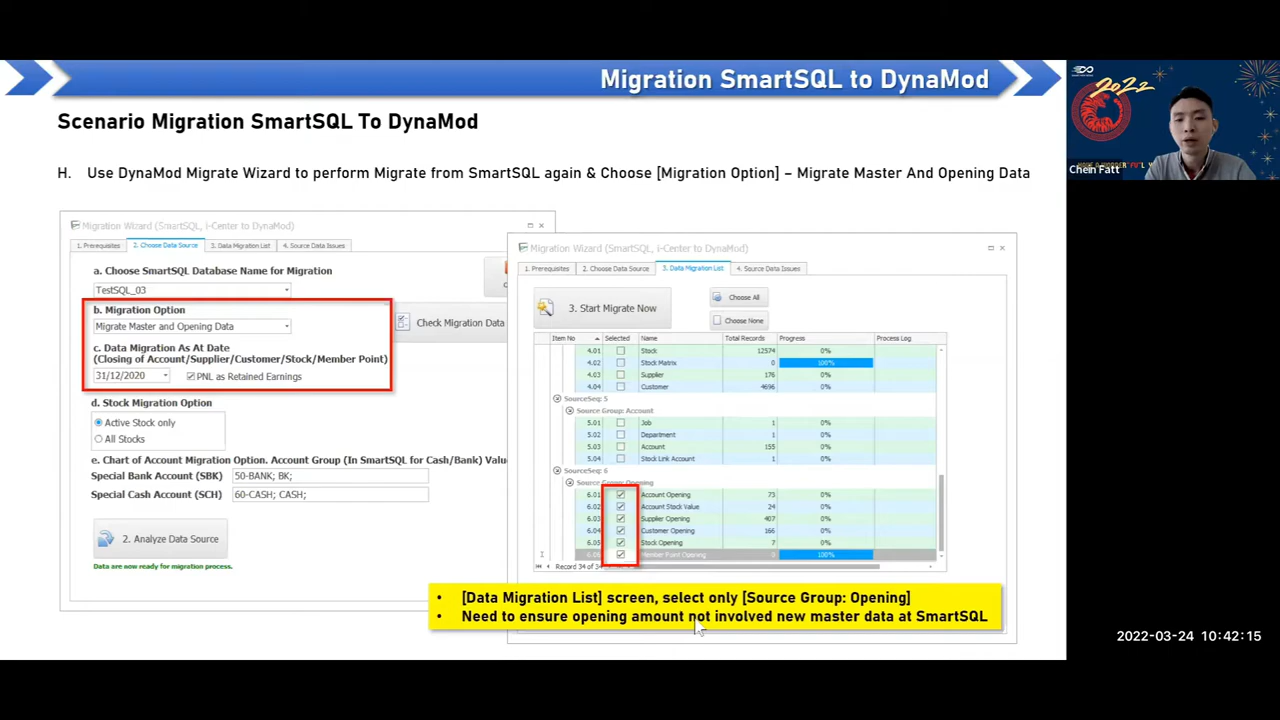 Migration SmartSQL to DynaMod
2022
Chein Fatt
Scenario Migration SmartSQL To DynaMod
H. Use DynaMod Migrate Wizard to perform Migrate from SmartSQL again & Choose [Migration Option] – Migrate Master And Opening Data
Migration Wizard (SmartSQL, i-Center to DynaMod)
1. Prerequisites 2. Choose Data Source 3. Data Migration List 4. Source Data Issues
a. Choose SmartSQL Database Name for Migration
TestSQL_03
b. Migration Option
Migrate Master and Opening Data
Check Migration Data
c. Data Migration As At Date
(Closing of Account/Supplier/Customer/Stock/Member Point)
31/12/2020 PNL as Retained Earnings
d. Stock Migration Option
Active Stock only
All Stocks
e. Chart of Account Migration Option. Account Group (In SmartSQL for Cash/Bank) Valu
Special Bank Account (SBK) 50-BANK; BK;
Special Cash Account (SCH) 60-CASH; CASH;
2. Analyze Data Source
Data are now ready for migration process.
Migration Wizard (SmartSQL, i-Center to DynaMod)
1. Prerequisites 2. Choose Data Source 3. Data Migration List 4. Source Data Issues
3. Start Migrate Now
Choose All
Choose None
Item No Selected Name Total Records Progress Process Log
4.01 Stock 12574 0%
4.02 Stock Matrix 0 100%
4.03 Supplier 176 0%
4.04 Customer 4696 0%
SourceSeq: 5
Source Group: Account
5.01 Job 1 0%
5.02 Department 1 0%
5.03 Account 155 0%
5.04 Stock Link Account 1 0%
SourceSeq: 6
Source Group: Opening
6.01 Account Opening 73 0%
6.02 Account Stock Value 24 0%
6.03 Supplier Opening 407 0%
6.04 Customer Opening 166 0%
6.05 Stock Opening 7 0%
6.06 Member Point Opening 0 100%
Record 34 of 34
• [Data Migration List] screen, select only [Source Group: Opening]
• Need to ensure opening amount not involved new master data at SmartSQL
2022-03-24 10:42:15